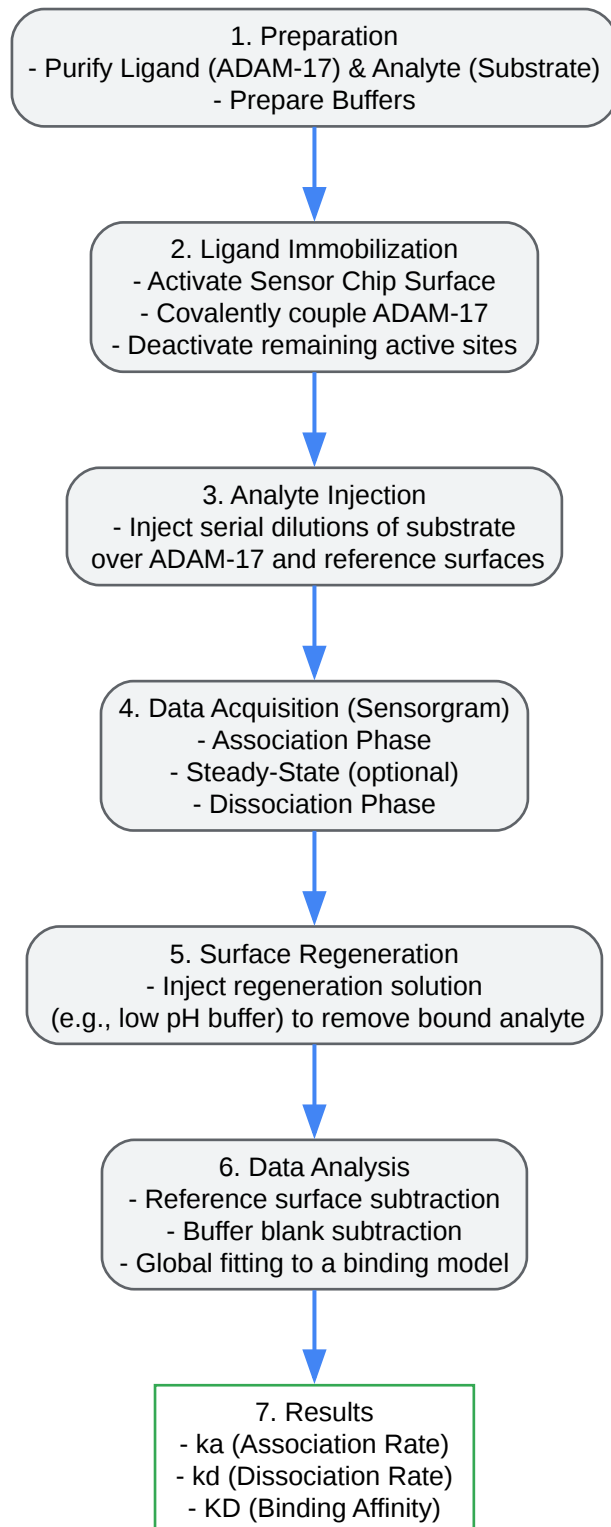 1. Preparation
- Purify Ligand (ADAM-17) & Analyte (Substrate)
- Prepare Buffers
2. Ligand Immobilization
- Activate Sensor Chip Surface
- Covalently couple ADAM-17
- Deactivate remaining active sites
3. Analyte Injection
- Inject serial dilutions of substrate
over ADAM-17 and reference surfaces
4. Data Acquisition (Sensorgram)
- Association Phase
- Steady-State (optional)
- Dissociation Phase
5. Surface Regeneration
- Inject regeneration solution
(e.g., low pH buffer) to remove bound analyte
6. Data Analysis
- Reference surface subtraction
- Buffer blank subtraction
- Global fitting to a binding model
7. Results
- ka (Association Rate)
- kd (Dissociation Rate)
- KD (Binding Affinity)